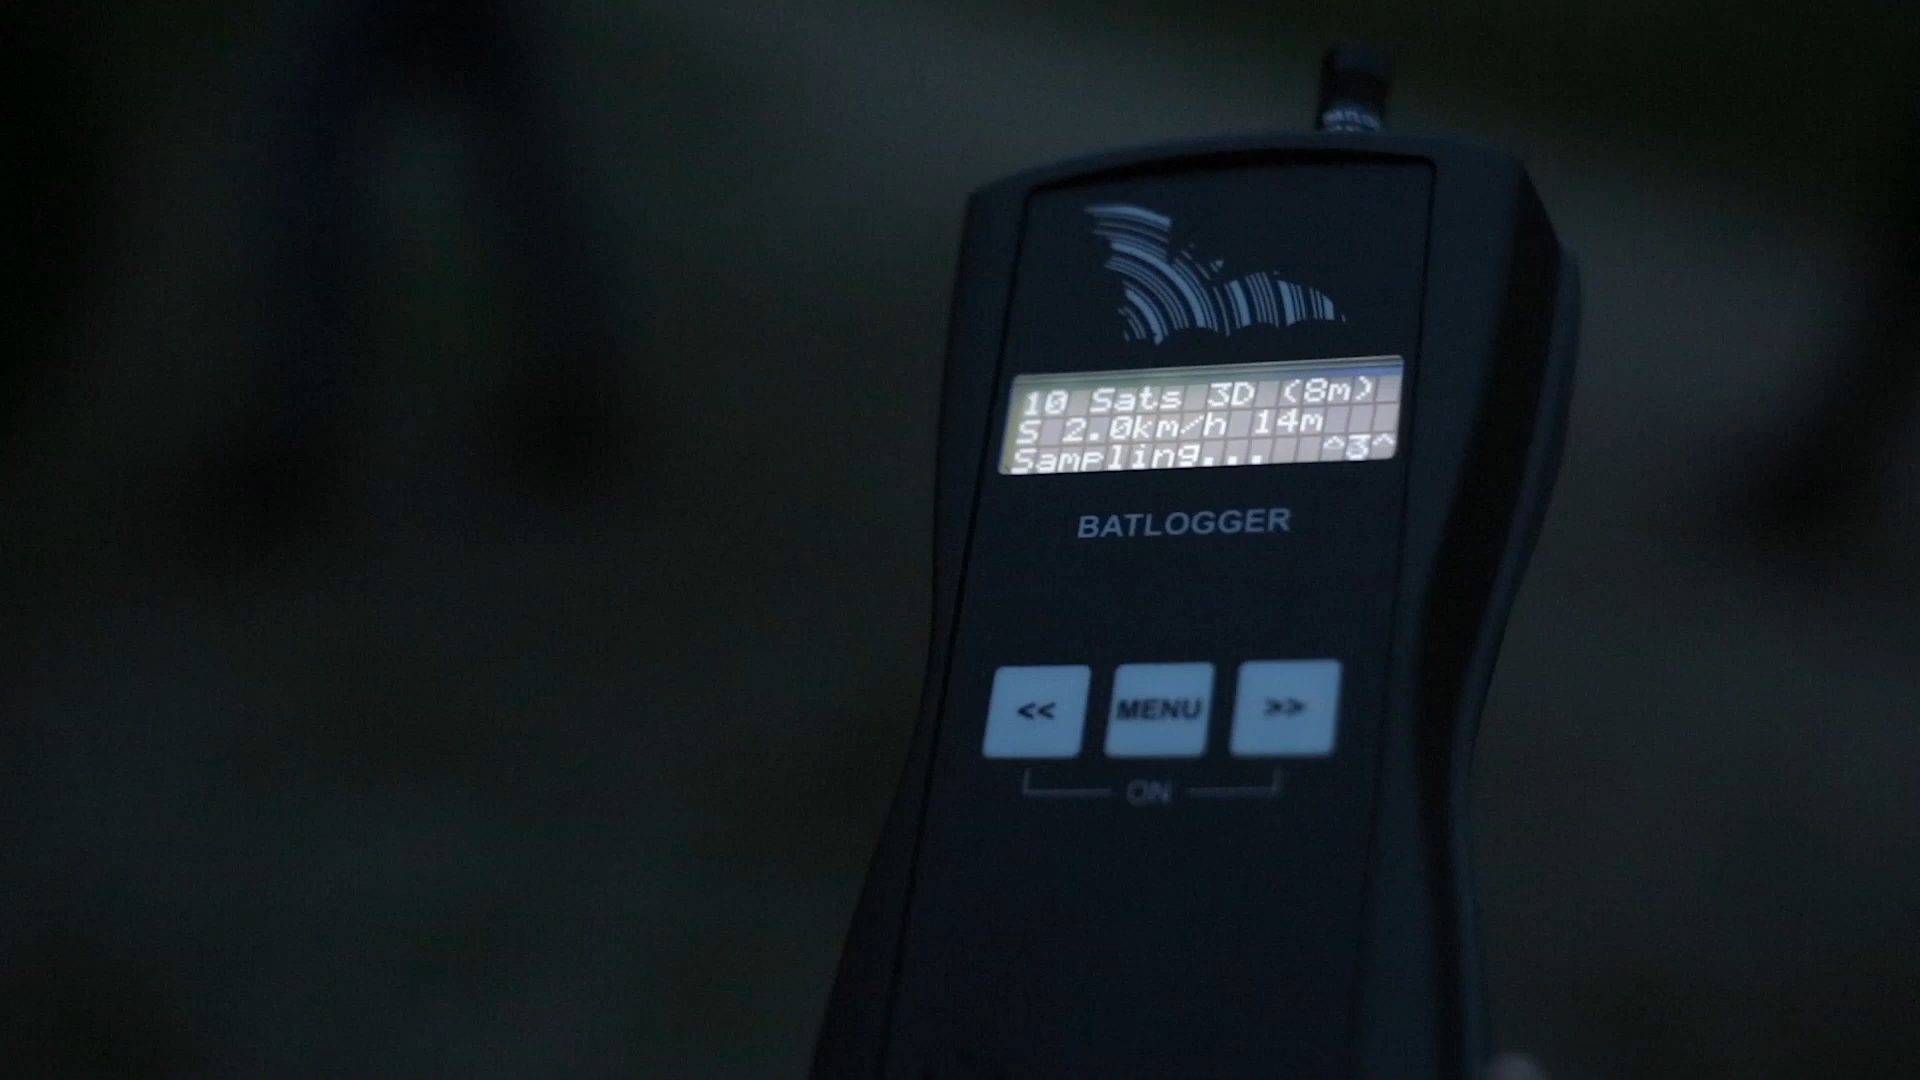 10 Sats 3D (8m)
S 2.0km/h 14m
Sampling... ^3^
BATLOGGER
<< MENU >>
ON